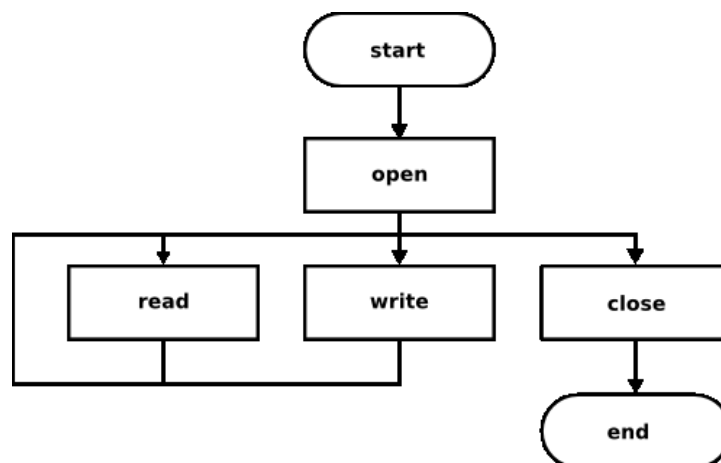 start
open
read
write
close
end